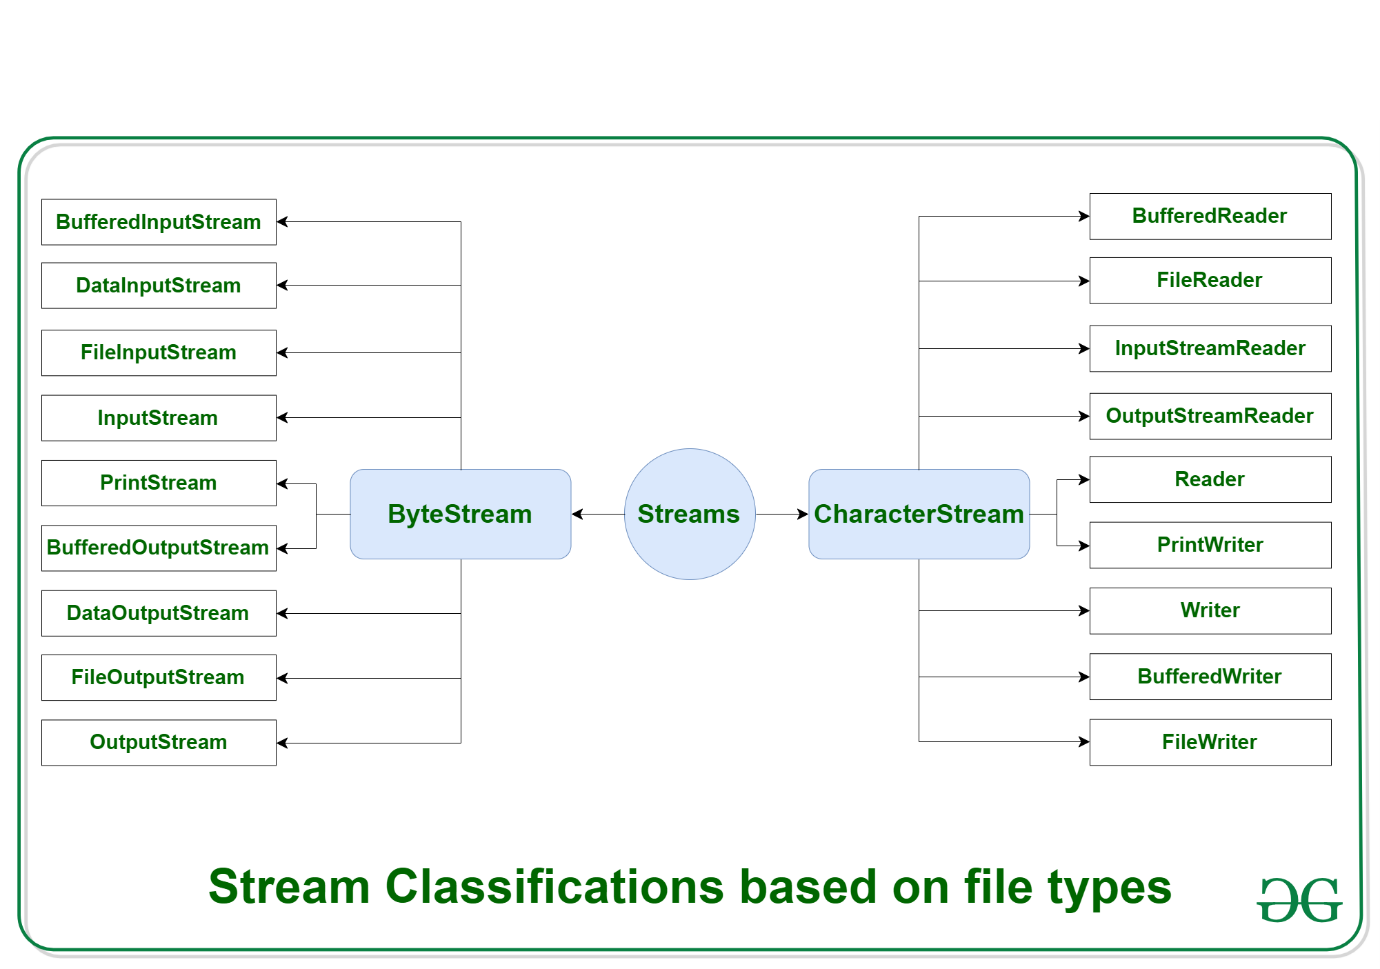 BufferedInputStream
DataInputStream
FileInputStream
InputStream
PrintStream
BufferedOutputStream
DataOutputStream
FileOutputStream
OutputStream
ByteStream
Streams
CharacterStream
BufferedReader
FileReader
InputStreamReader
OutputStreamReader
Reader
PrintWriter
Writer
BufferedWriter
FileWriter
Stream Classifications based on file types